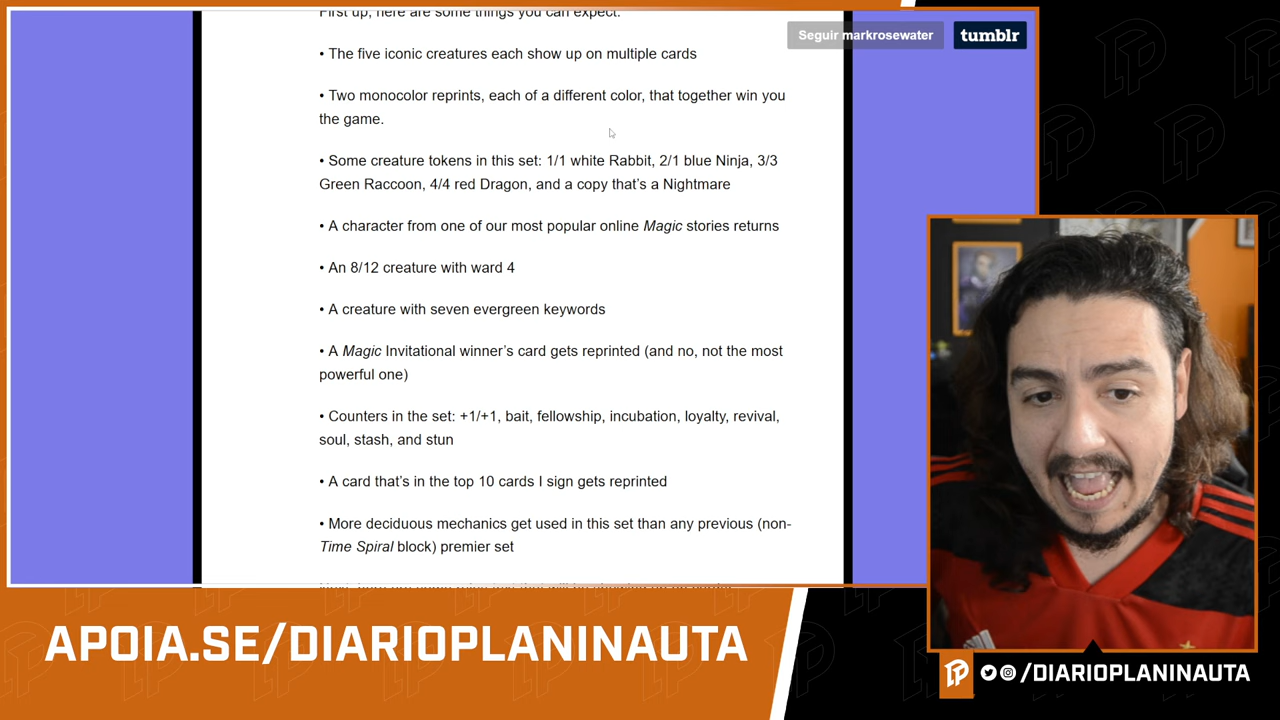 First up, here are some things you can expect:
Seguir markrosewater
tumblr
• The five iconic creatures each show up on multiple cards
• Two monocolor reprints, each of a different color, that together win you
the game.
• Some creature tokens in this set: 1/1 white Rabbit, 2/1 blue Ninja, 3/3
Green Raccoon, 4/4 red Dragon, and a copy that’s a Nightmare
• A character from one of our most popular online Magic stories returns
• An 8/12 creature with ward 4
• A creature with seven evergreen keywords
• A Magic Invitational winner’s card gets reprinted (and no, not the most
powerful one)
• Counters in the set: +1/+1, bait, fellowship, incubation, loyalty, revival,
soul, stash, and stun
• A card that’s in the top 10 cards I sign gets reprinted
• More deciduous mechanics get used in this set than any previous (non-
Time Spiral block) premier set
APOIA.SE/DIARIOPLANINAUTA
/DIARIOPLANINAUTA